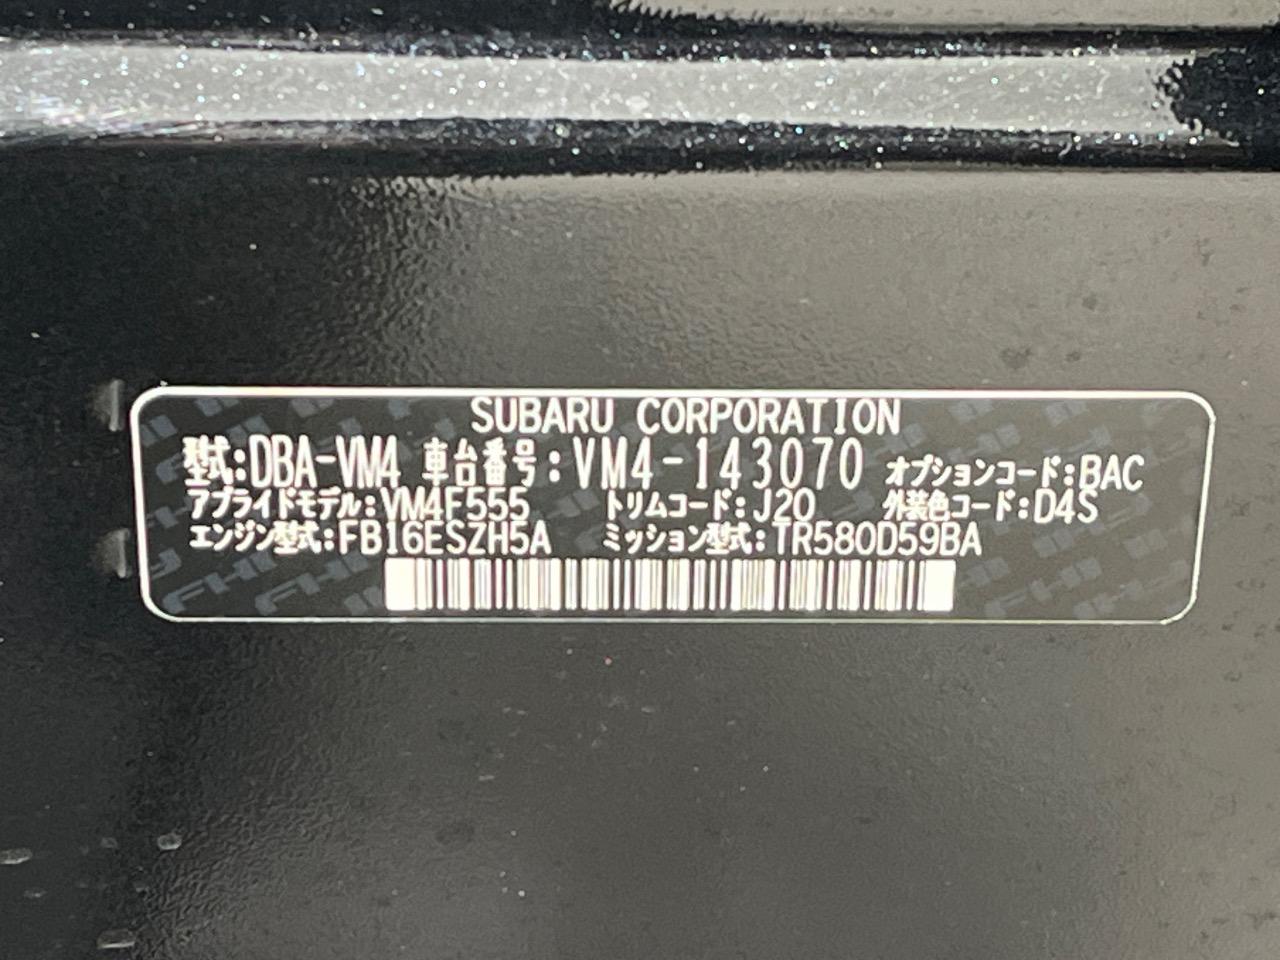 SUBARU CORPORATION
型式:DBA-VM4 車台番号:VM4-143070 オプションコード:BAC
アプライドモデル:VM4F555 トリムコード:J20 外装色コード:D4S
エンジン型式:FB16ESZH5A ミッション型式:TR580D59BA